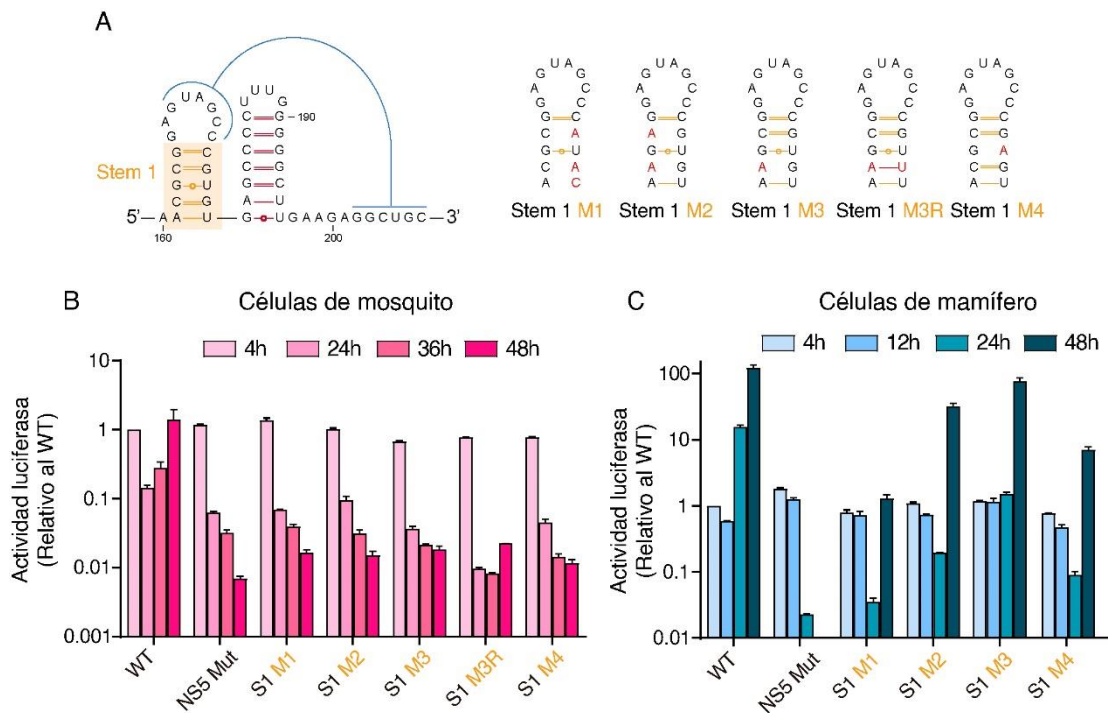 A
Stem 1
190
5'
3'
UGAAGAGGCUGC
160
200
Stem 1 M1
Stem 1 M2
Stem 1 M3
Stem 1 M3R
Stem 1 M4
B
Células de mosquito
4h
24h
36h
48h
Actividad luciferasa
(Relativo al WT)
10
1
0.1
0.01
0.001
WT
NS5 Mut
S1 M1
S1 M2
S1 M3
S1 M3R
S1 M4
C
Células de mamífero
4h
12h
24h
48h
Actividad luciferasa
(Relativo al WT)
100
10
1
0.1
0.01
WT
NS5 Mut
S1 M1
S1 M2
S1 M3
S1 M4